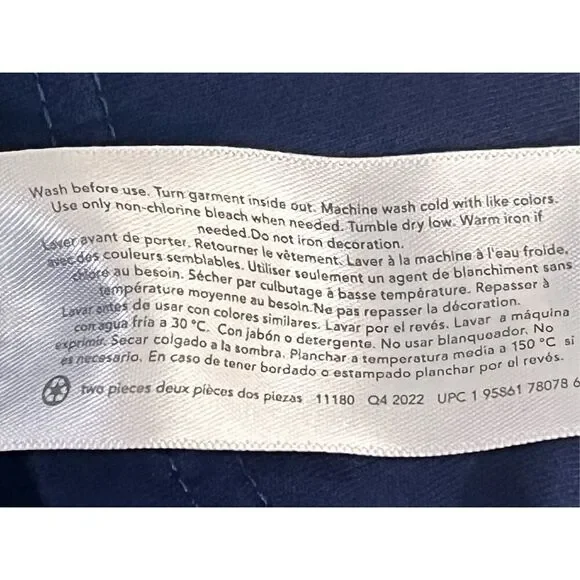 Wash before use. Turn garment inside out. Machine wash cold with like colors.
Use only non-chlorine bleach when needed. Tumble dry low. Warm iron if
needed.Do not iron decoration.
Laver avant de porter. Retourner le vêtement. Laver à la machine à l'eau froide,
avec des couleurs semblables. Utiliser seulement un agent de blanchiment sans
chlore au besoin. Sécher par culbutage à basse température. Repasser à
température moyenne au besoin.Ne pas repasser la décoration.
Lavar antes de usar con colores similares. Lavar por el revés. Lavar a máquina
con agua fría a 30 °C. Con jabón o detergente. No usar blanqueador. No
exprimir. Secar colgado a la sombra. Planchar a temperatura media a 150 °C si
es necesario. En caso de tener bordado o estampado planchar por el revés.
two pieces deux pièces dos piezas 11180 Q4 2022 UPC 1 95861 78078 6